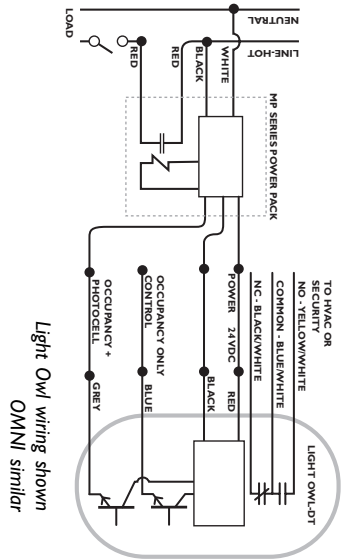 NEUTRAL
LINE-HOT
LOAD
RED
RED
BLACK
WHITE
MP SERIES POWER PACK
TO HVAC OR
SECURITY
NO - YELLOW/WHITE
COMMON - BLUE/WHITE
NC - BLACK/WHITE
POWER 24 VDC
RED
BLACK
OCCUPANCY ONLY
CONTROL
BLUE
OCCUPANCY +
PHOTOCELL
GREY
LIGHT OWL-DT
Light Owl wiring shown
OMNI similar